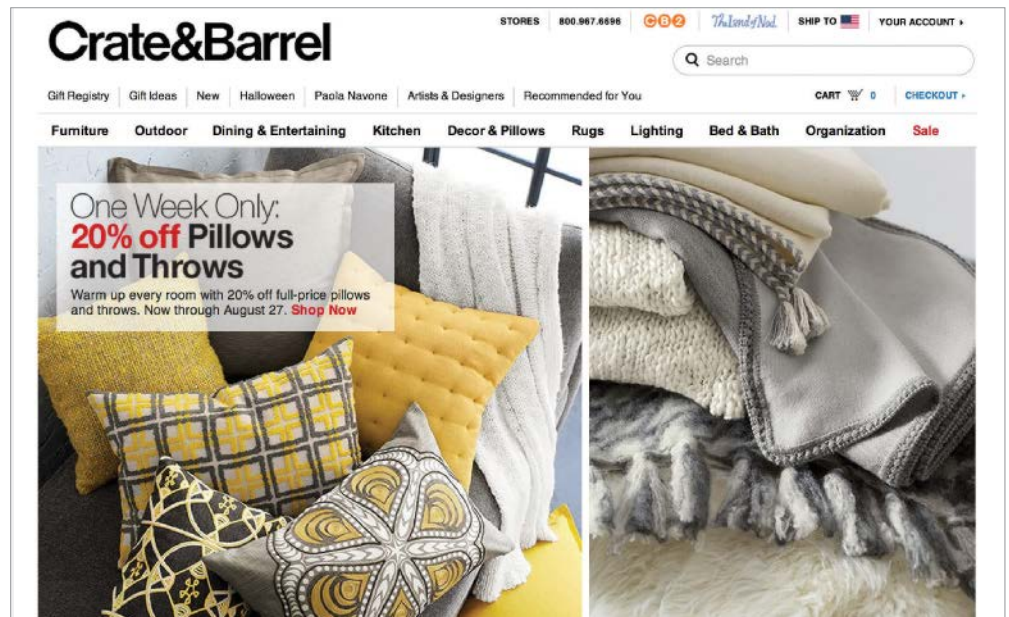 STORES 800.967.6696 CB2 The Land of Nod SHIP TO YOUR ACCOUNT
Crate&Barrel
Search
Gift Registry Gift Ideas New Halloween Paola Navone Artists & Designers Recommended for You CART 0 CHECKOUT
Furniture Outdoor Dining & Entertaining Kitchen Decor & Pillows Rugs Lighting Bed & Bath Organization Sale
One Week Only:
20% off Pillows
and Throws
Warm up every room with 20% off full-price pillows
and throws. Now through August 27. Shop Now